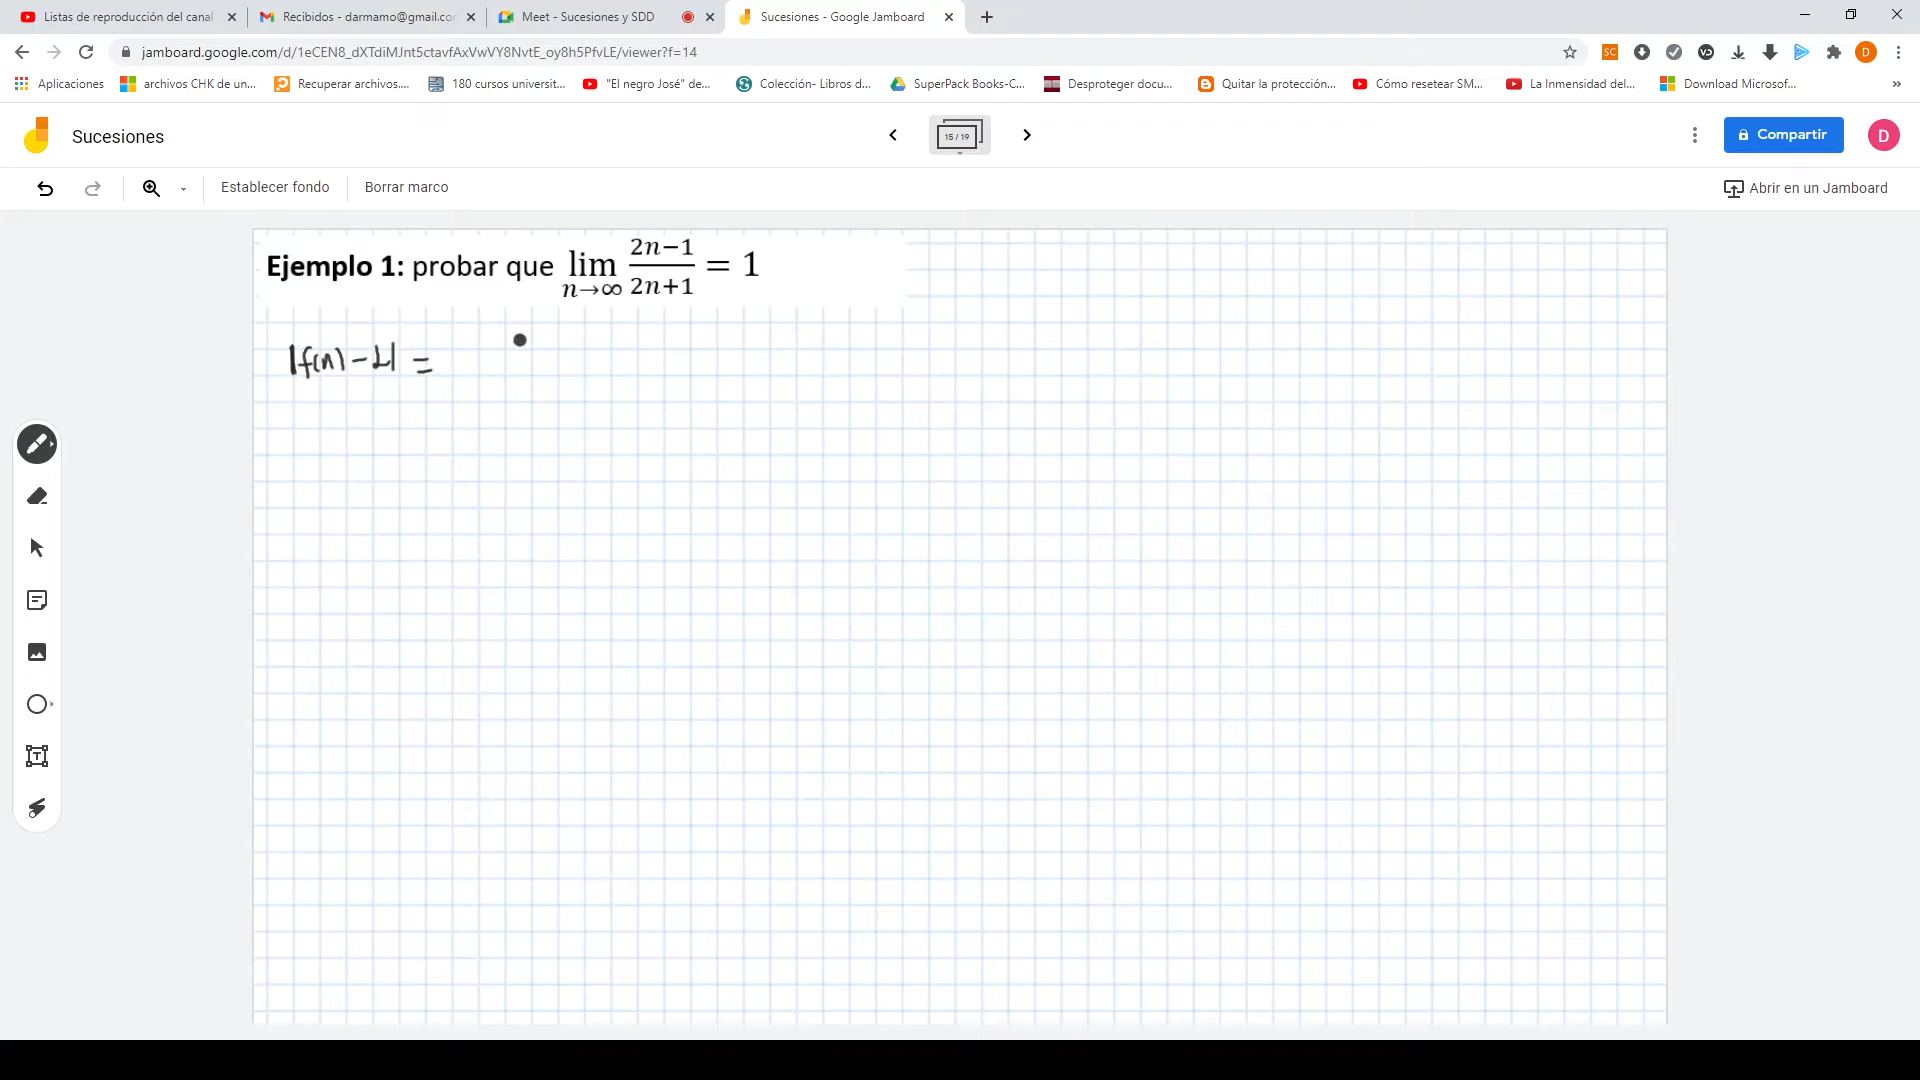 Listas de reproducción del canal
Recibidos - darmamo@gmail.cor
Meet - Sucesiones y SDD
Sucesiones - Google Jamboard
jamboard.google.com/d/1eCEN8_dXTdiMJnt5ctavfAxVwVY8NvtE_oy8h5PfvLE/viewer?f=14
SC
D
Aplicaciones
archivos CHK de un...
Recuperar archivos....
180 cursos universit...
"El negro José" de...
Colección- Libros d...
SuperPack Books-C...
Desproteger docu...
Quitar la protección...
Cómo resetear SM...
La Inmensidad del...
Download Microsof...
»
Sucesiones
15 / 19
Compartir
D
Establecer fondo
Borrar marco
Abrir en un Jamboard
Ejemplo 1: probar que lim n→∞ 2n−1/2n+1 = 1
|f(n) − L| =